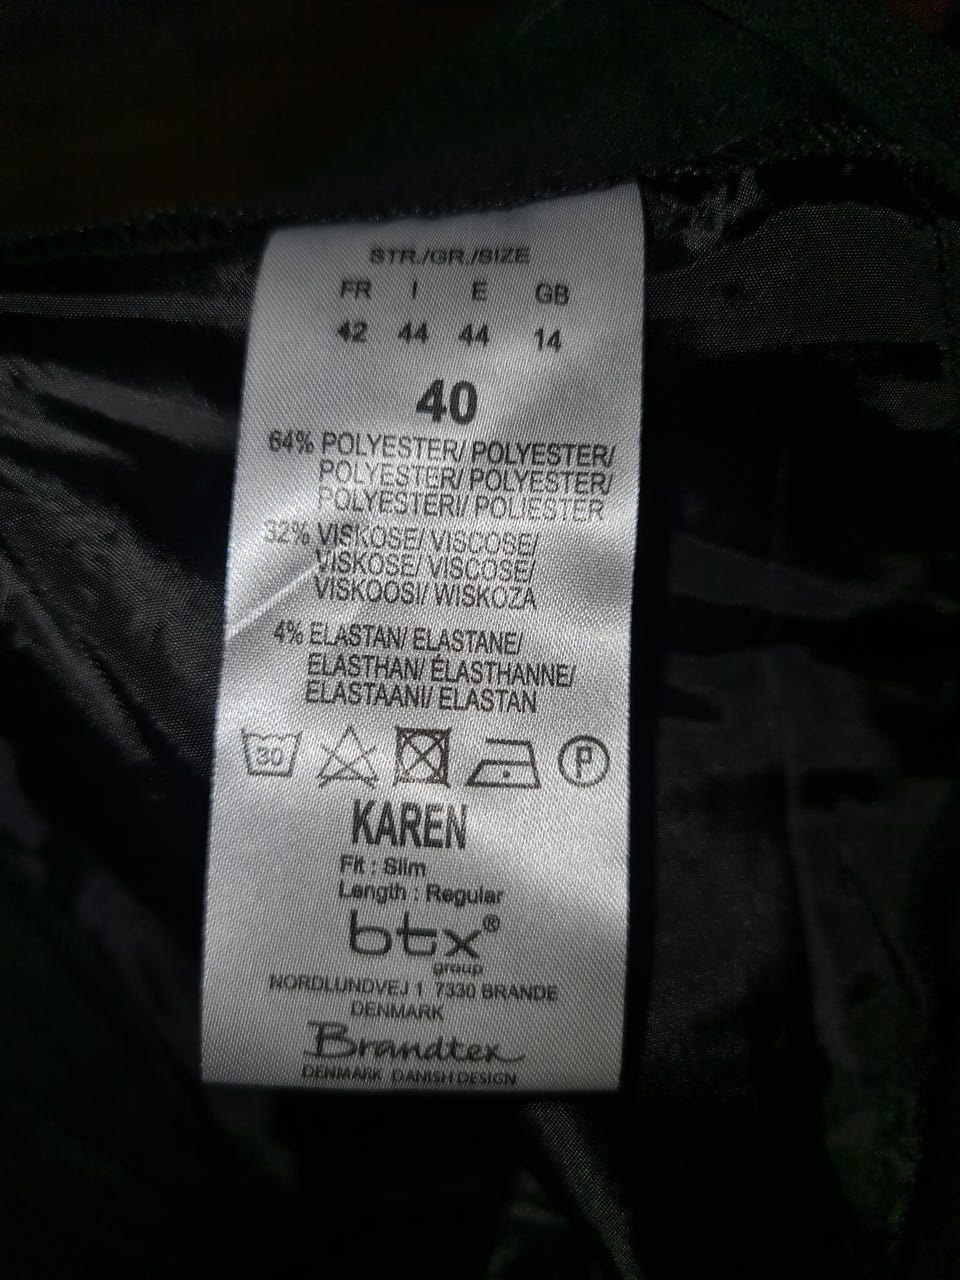 STR./GR./SIZE
FR I E GB
42 44 44 14
40
64% POLYESTER/ POLYESTER/
POLYESTER/ POLYESTER/
POLYESTERI/ POLIESTER
32% VISKOSE/ VISCOSE/
VISKOSE/ VISCOSE/
VISKOOSI/ WISKOZA
4% ELASTAN/ ELASTANE/
ELASTHAN/ ÉLASTHANNE/
ELASTAANI/ ELASTAN
30 P
KAREN
Fit : Slim
Length : Regular
btx®
group
NORDLUNDVEJ 1 7330 BRANDE
DENMARK
Brandtex
DENMARK DANISH DESIGN